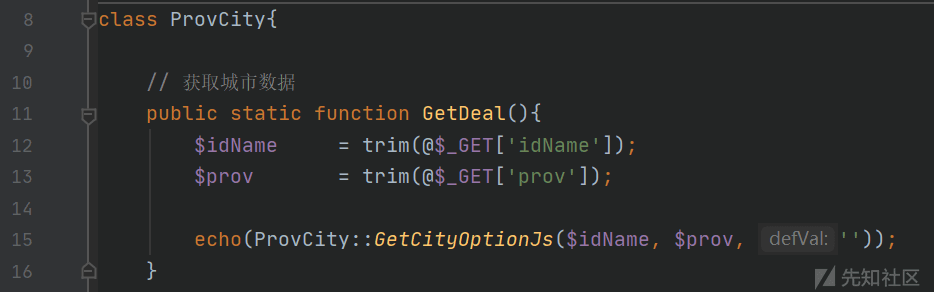 8 class ProvCity{
9
10 // 获取城市数据
11 public static function GetDeal(){
12 $idName = trim(@$_GET['idName']);
13 $prov = trim(@$_GET['prov']);
14
15 echo(ProvCity::GetCityOptionJs($idName, $prov, defVal: ''));
16 }
先知社区